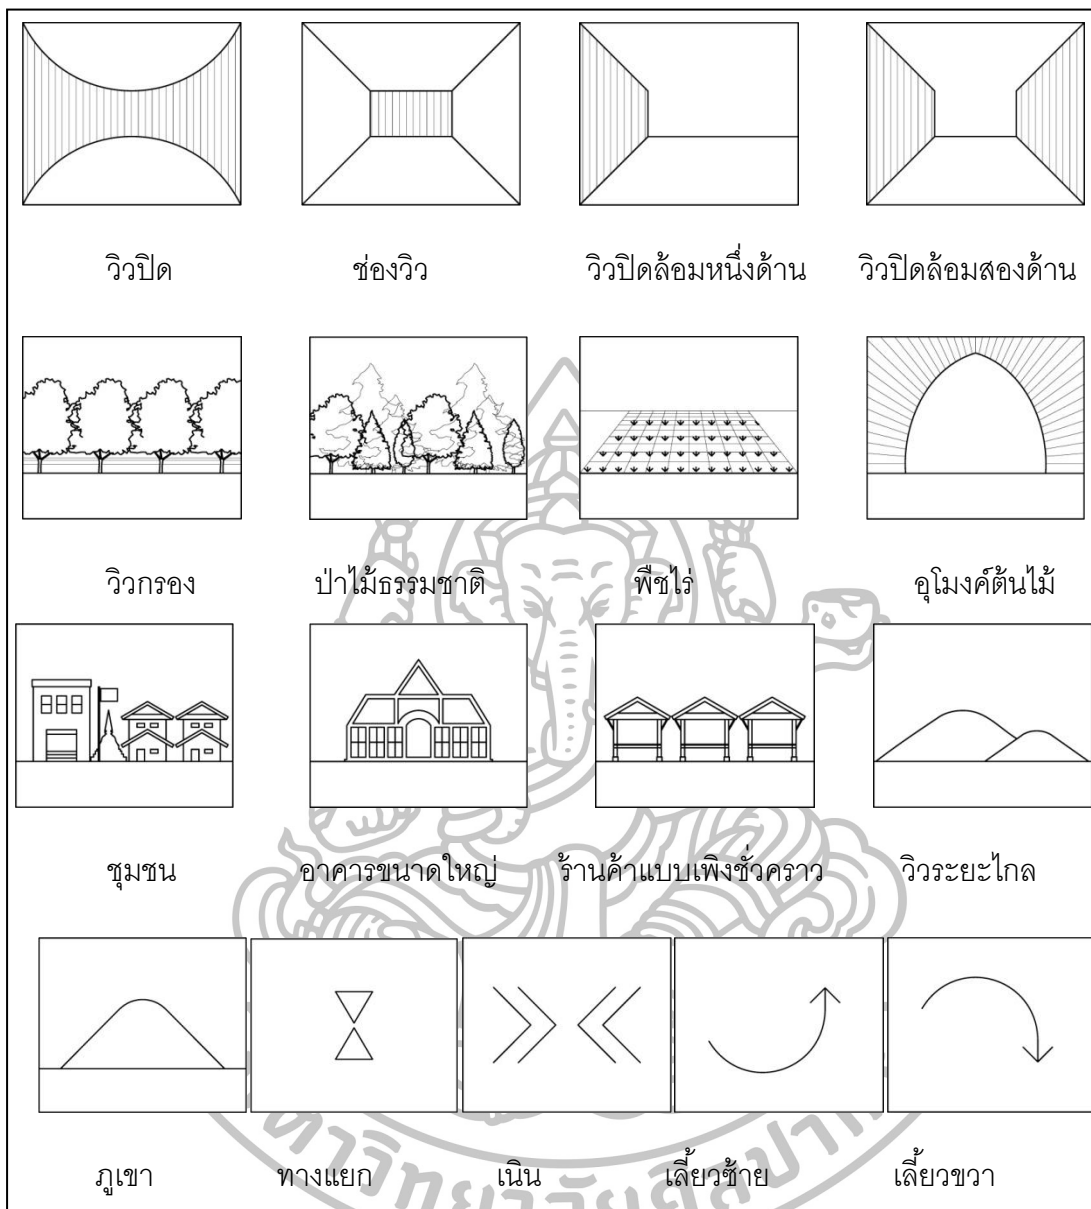 วิวปิด ช่องวิว วิวปิดล้อมหนึ่งด้าน วิวปิดล้อมสองด้าน
วิวกรอง ป่าไม้ธรรมชาติ พืชไร่ อุโมงค์ต้นไม้
ชุมชน อาคารขนาดใหญ่ ร้านค้าแบบเพิงชั่วคราว วิวระยะไกล
ภูเขา ทางแยก เนิน เลี้ยวซ้าย เลี้ยวขวา